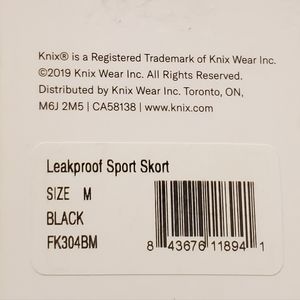 Knix® is a Registered Trademark of Knix Wear Inc.
©2019 Knix Wear Inc. All Rights Reserved.
Distributed by Knix Wear Inc. Toronto, ON,
M6J 2M5 | CA58138 | www.knix.com
Leakproof Sport Skort
SIZE M
BLACK
FK304BM
8 43676 11894 1